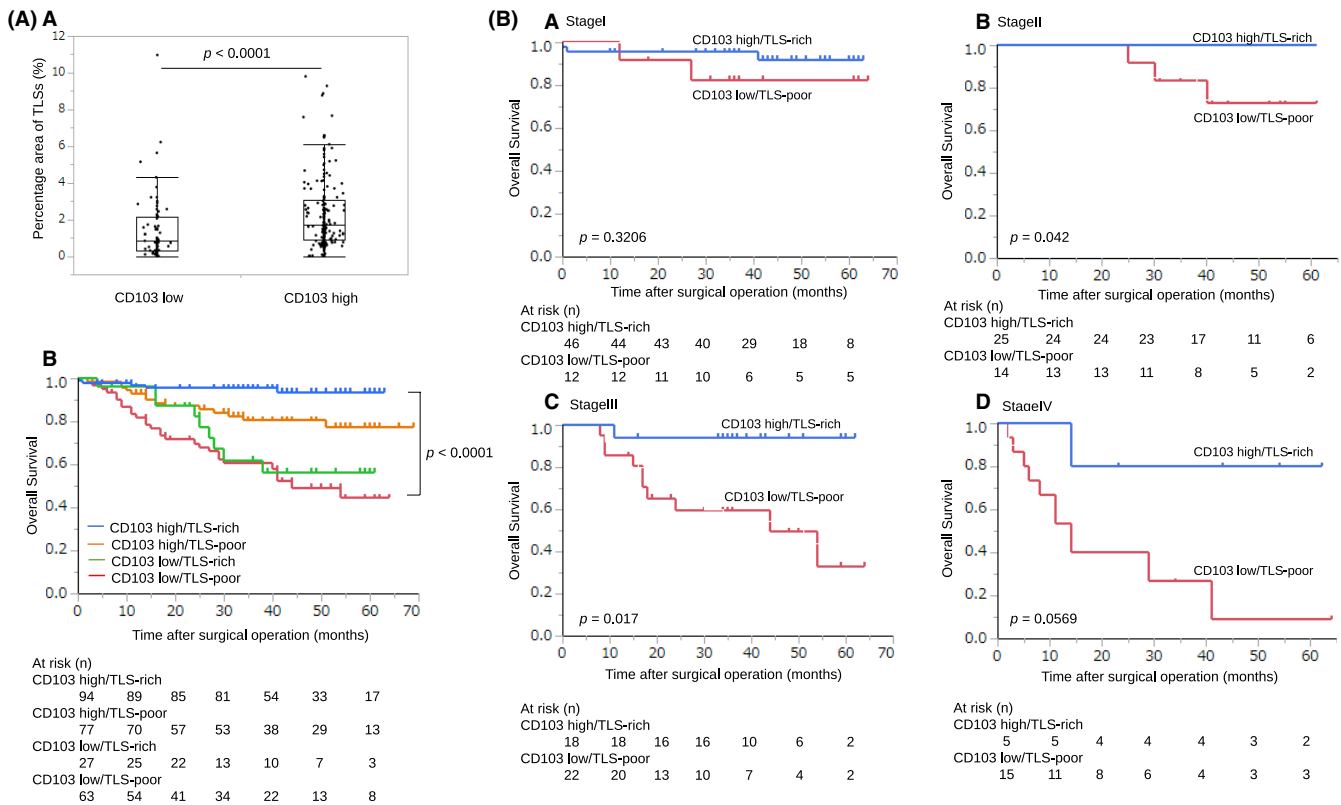 (A) A
Percentage area of TLSs (%)
12
10
8
6
4
2
0
p < 0.0001
CD103 low
CD103 high
B
Overall Survival
1.0
0.8
0.6
0.4
0.2
0.0
p < 0.0001
CD103 high/TLS-rich
CD103 high/TLS-poor
CD103 low/TLS-rich
CD103 low/TLS-poor
0 10 20 30 40 50 60 70
Time after surgical operation (months)
At risk (n)
CD103 high/TLS-rich
94 89 85 81 54 33 17
CD103 high/TLS-poor
77 70 57 53 38 29 13
CD103 low/TLS-rich
27 25 22 13 10 7 3
CD103 low/TLS-poor
63 54 41 34 22 13 8
(B) A StageI
Overall Survival
1.0
0.8
0.6
0.4
0.2
0.0
CD103 high/TLS-rich
CD103 low/TLS-poor
p = 0.3206
0 10 20 30 40 50 60 70
Time after surgical operation (months)
At risk (n)
CD103 high/TLS-rich
46 44 43 40 29 18 8
CD103 low/TLS-poor
12 12 11 10 6 5 5
B StageII
Overall Survival
1.0
0.8
0.6
0.4
0.2
0.0
CD103 high/TLS-rich
CD103 low/TLS-poor
p = 0.042
0 10 20 30 40 50 60
Time after surgical operation (months)
At risk (n)
CD103 high/TLS-rich
25 24 24 23 17 11 6
CD103 low/TLS-poor
14 13 13 11 8 5 2
C StageIII
Overall Survival
1.0
0.8
0.6
0.4
0.2
0.0
CD103 high/TLS-rich
CD103 low/TLS-poor
p = 0.017
0 10 20 30 40 50 60 70
Time after surgical operation (months)
At risk (n)
CD103 high/TLS-rich
18 18 16 16 10 6 2
CD103 low/TLS-poor
22 20 13 10 7 4 2
D StageIV
Overall Survival
1.0
0.8
0.6
0.4
0.2
0.0
CD103 high/TLS-rich
CD103 low/TLS-poor
p = 0.0569
0 10 20 30 40 50 60
Time after surgical operation (months)
At risk (n)
CD103 high/TLS-rich
5 5 4 4 4 3 2
CD103 low/TLS-poor
15 11 8 6 4 3 3